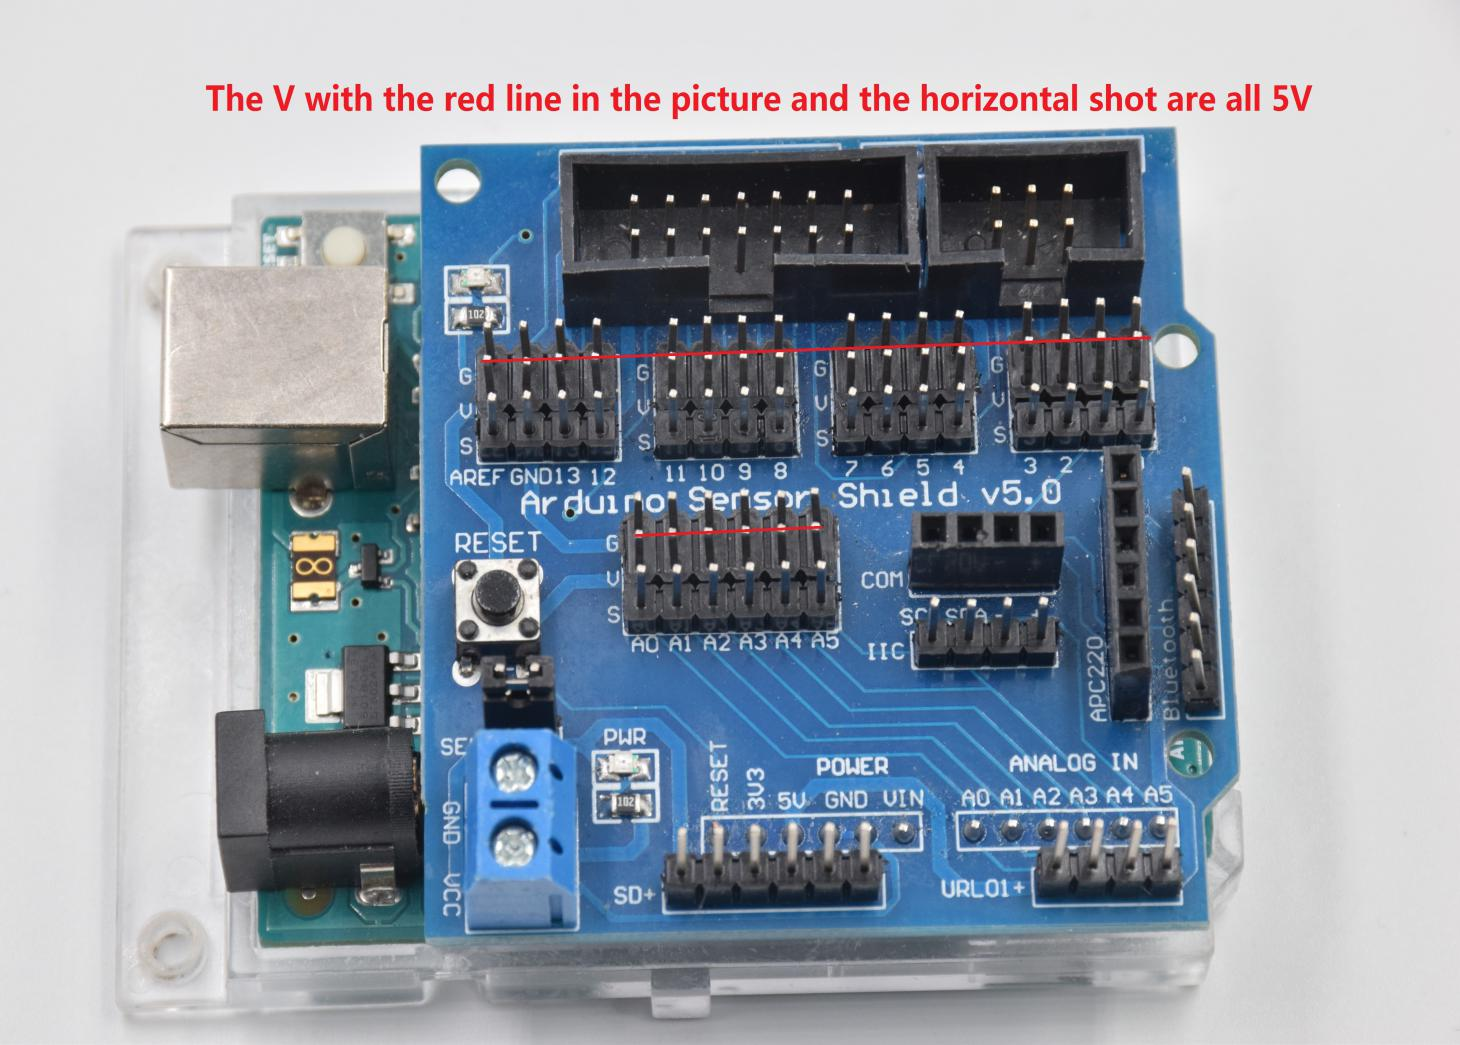 The V with the red line in the picture and the horizontal shot are all 5V
102
G G G G
V V V V
S S S S
AREF GND 13 12 11 10 9 8 7 6 5 4 3 2
Arduino Sensor Shield v5.0
RESET
G
V
S
A0 A1 A2 A3 A4 A5
COM
IIC
APC220
Bluetooth
GND
VCC
PWR
102
POWER
RESET 3V3 5V GND VIN
ANALOG IN
A0 A1 A2 A3 A4 A5
SD+
URL01+